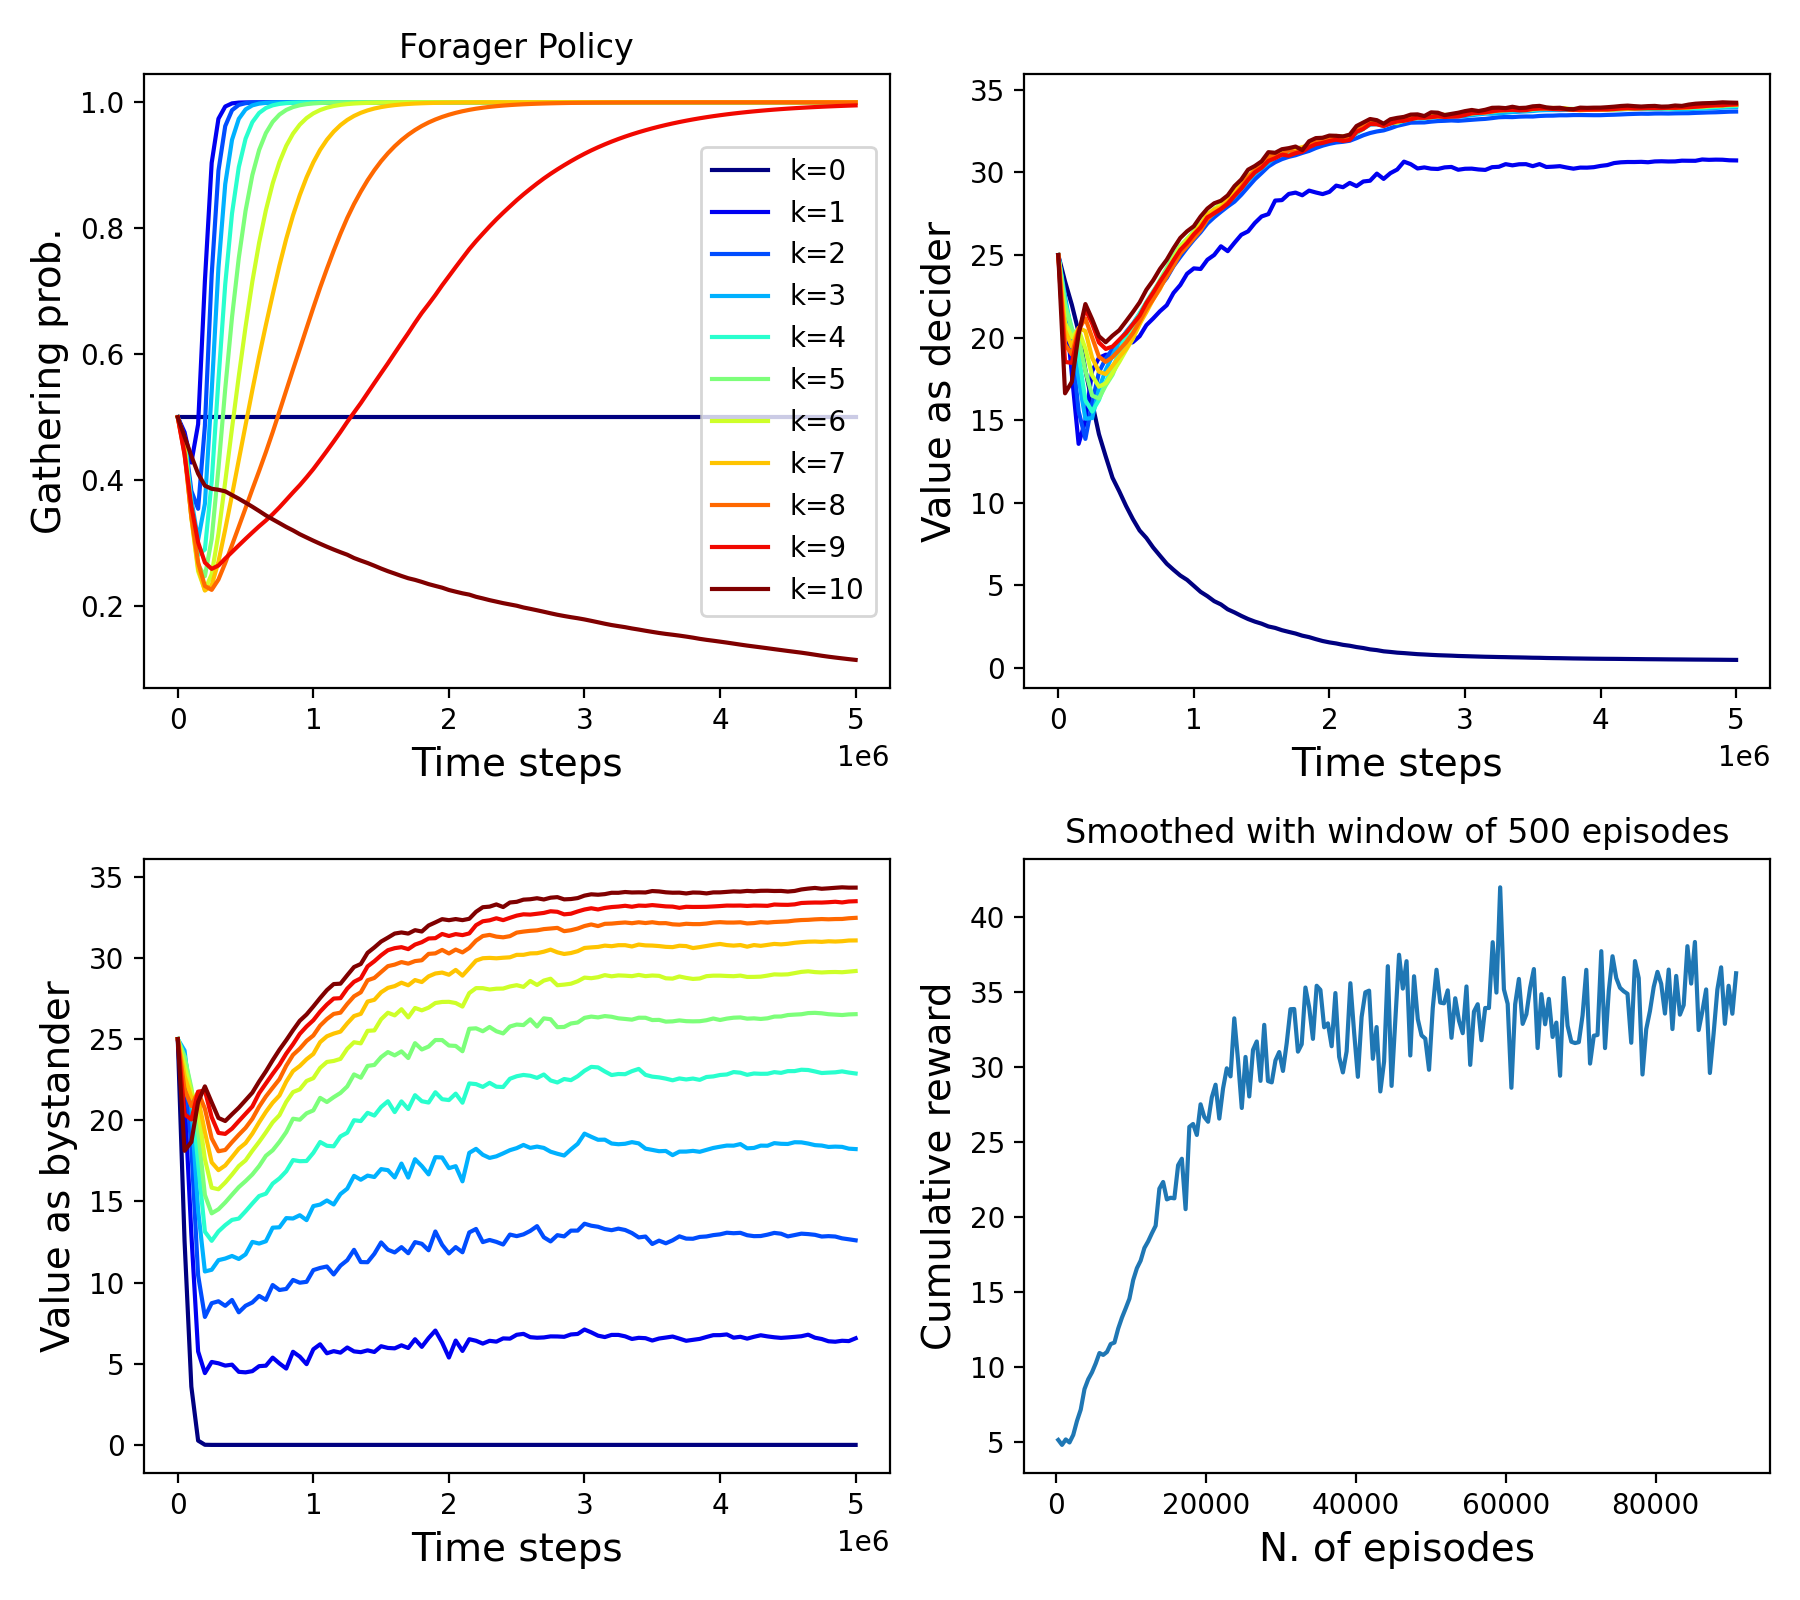 Forager Policy
Gathering prob.
1.0
0.8
0.6
0.4
0.2
k=0
k=1
k=2
k=3
k=4
k=5
k=6
k=7
k=8
k=9
k=10
0 1 2 3 4 5
1e6
Time steps
Value as decider
35
30
25
20
15
10
5
0
0 1 2 3 4 5
1e6
Time steps
Value as bystander
35
30
25
20
15
10
5
0
0 1 2 3 4 5
1e6
Time steps
Smoothed with window of 500 episodes
Cumulative reward
40
35
30
25
20
15
10
5
0 20000 40000 60000 80000
N. of episodes